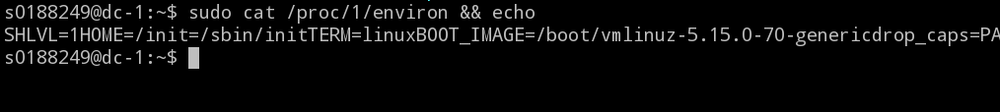 s0188249@dc-1:~$ sudo cat /proc/1/environ && echo
SHLVL=1HOME=/init=/sbin/initTERM=linuxBOOT_IMAGE=/boot/vmlinuz-5.15.0-70-genericdrop_caps=PA
s0188249@dc-1:~$